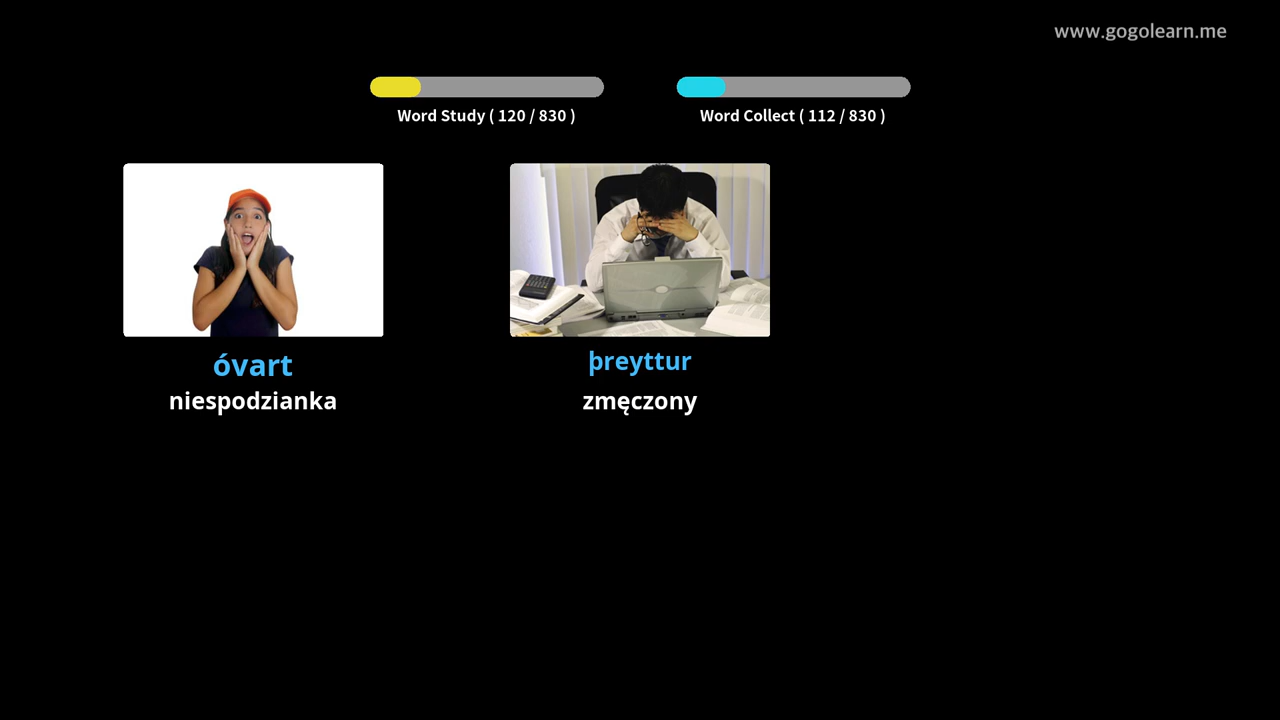 www.gogolearn.me
Word Study ( 120 / 830 )
Word Collect ( 112 / 830 )
óvart
þreyttur
niespodzianka
zmęczony